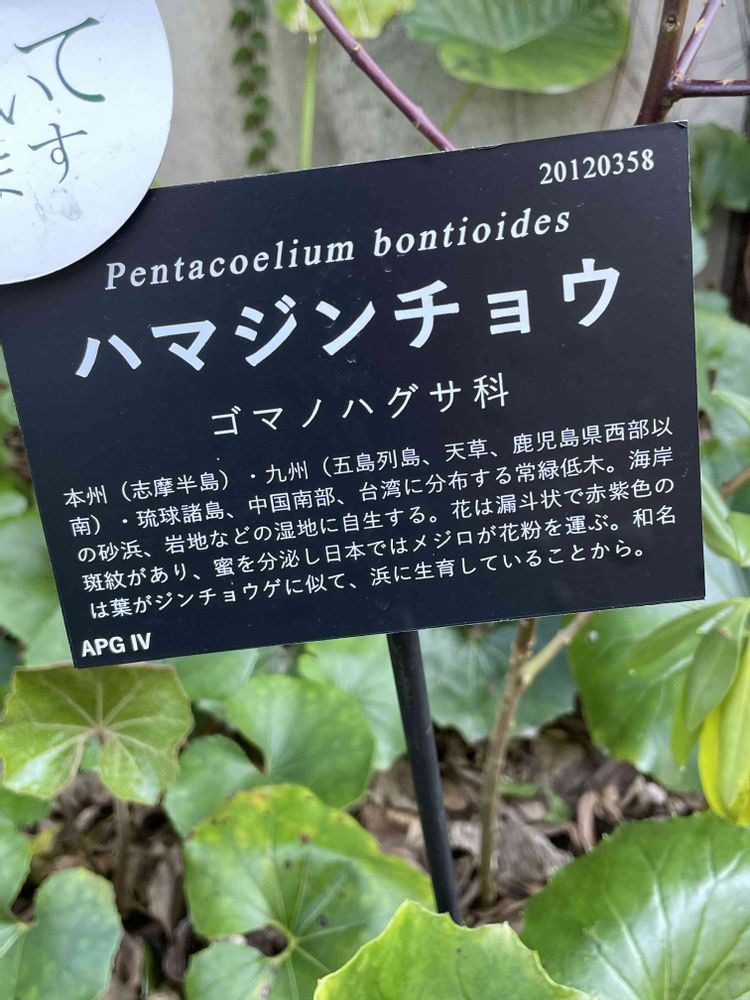 て
いす
ます
20120358
Pentacoelium bontioides
ハマジンチョウ
ゴマノハグサ科
本州（志摩半島）・九州（五島列島、天草、鹿児島県西部以
南）・琉球諸島、中国南部、台湾に分布する常緑低木。海岸
の砂浜、岩地などの湿地に自生する。花は漏斗状で赤紫色の
斑紋があり、蜜を分泌し日本ではメジロが花粉を運ぶ。和名
は葉がジンチョウゲに似て、浜に生育していることから。
APG IV